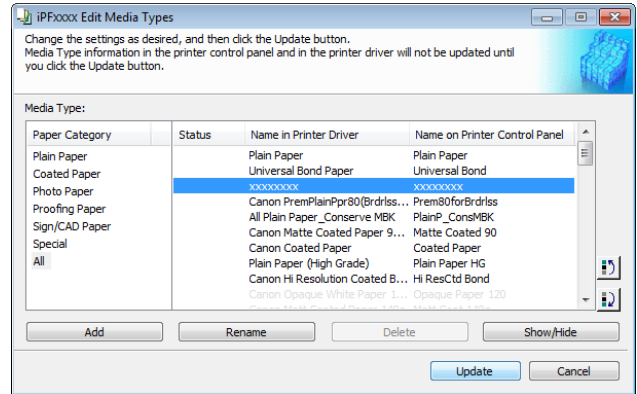 iPFxxxx Edit Media Types
Change the settings as desired, and then click the Update button.
Media Type information in the printer control panel and in the printer driver will not be updated until
you click the Update button.
Media Type:
Paper Category Status Name in Printer Driver Name on Printer Control Panel
Plain Paper
Coated Paper
Photo Paper
Proofing Paper
Sign/CAD Paper
Special
All
Plain Paper Plain Paper
Universal Bond Paper Universal Bond
xxxxxxxx xxxxxxxx
Canon PremPlainPpr80(Brdrlss... Prem80forBrdrlss
All Plain Paper_Conserve MBK PlainP_ConsMBK
Canon Matte Coated Paper 9... Matte Coated 90
Canon Coated Paper Coated Paper
Plain Paper (High Grade) Plain Paper HG
Canon Hi Resolution Coated B... Hi ResCtd Bond
Canon Opaque White Paper 1... Opaque Paper 120
Add Rename Delete Show/Hide
Update Cancel